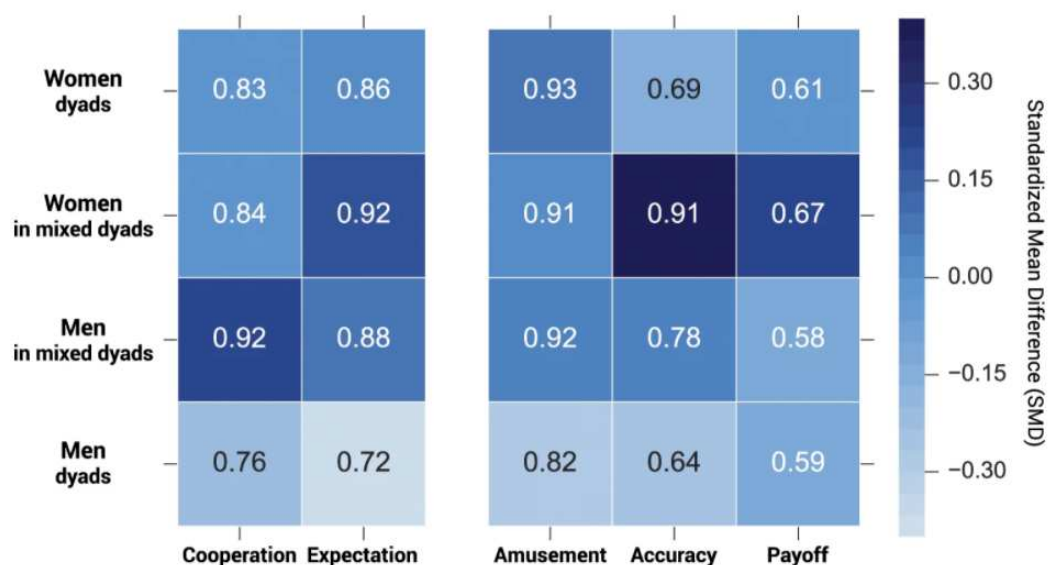 Women
dyads
0.83 0.86 0.93 0.69 0.61
Women
in mixed dyads
0.84 0.92 0.91 0.91 0.67
Men
in mixed dyads
0.92 0.88 0.92 0.78 0.58
Men
dyads
0.76 0.72 0.82 0.64 0.59
Cooperation Expectation Amusement Accuracy Payoff
0.30
0.15
0.00
−0.15
−0.30
Standardized Mean Difference (SMD)